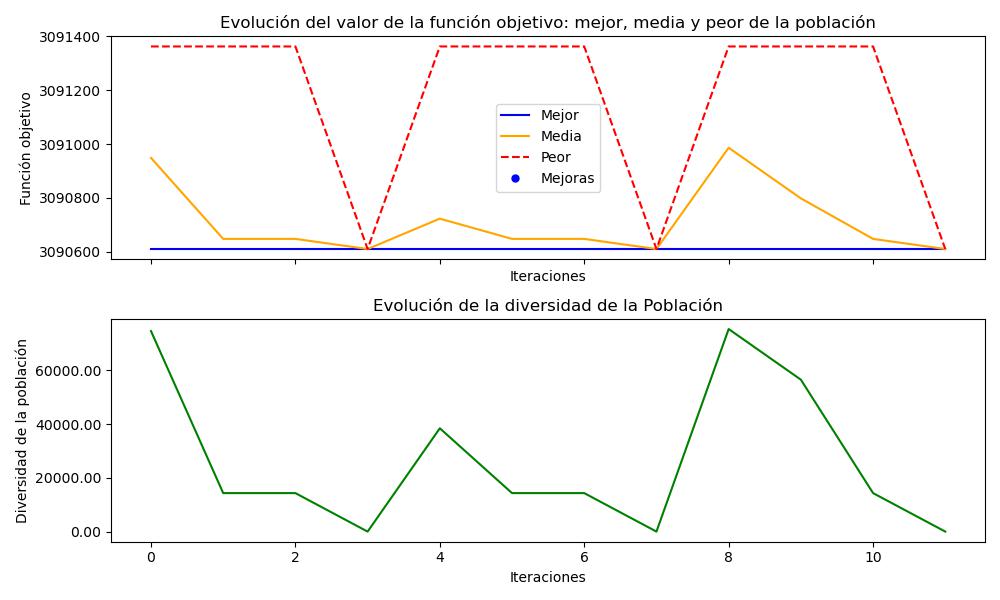 Evolución del valor de la función objetivo: mejor, media y peor de la población
3091400
3091200
3091000
3090800
3090600
Función objetivo
Mejor
Media
Peor
Mejoras
Iteraciones
Evolución de la diversidad de la Población
60000.00
40000.00
20000.00
0.00
Diversidad de la población
0 2 4 6 8 10
Iteraciones